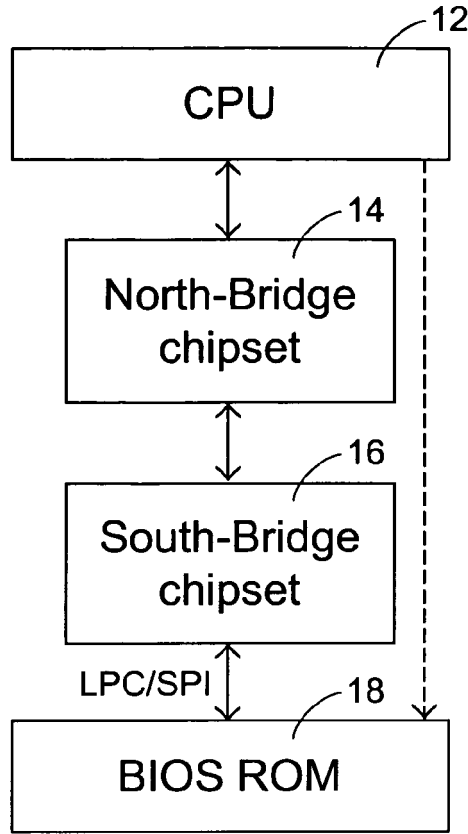 12
CPU
14
North-Bridge
chipset
16
South-Bridge
chipset
LPC/SPI
18
BIOS ROM